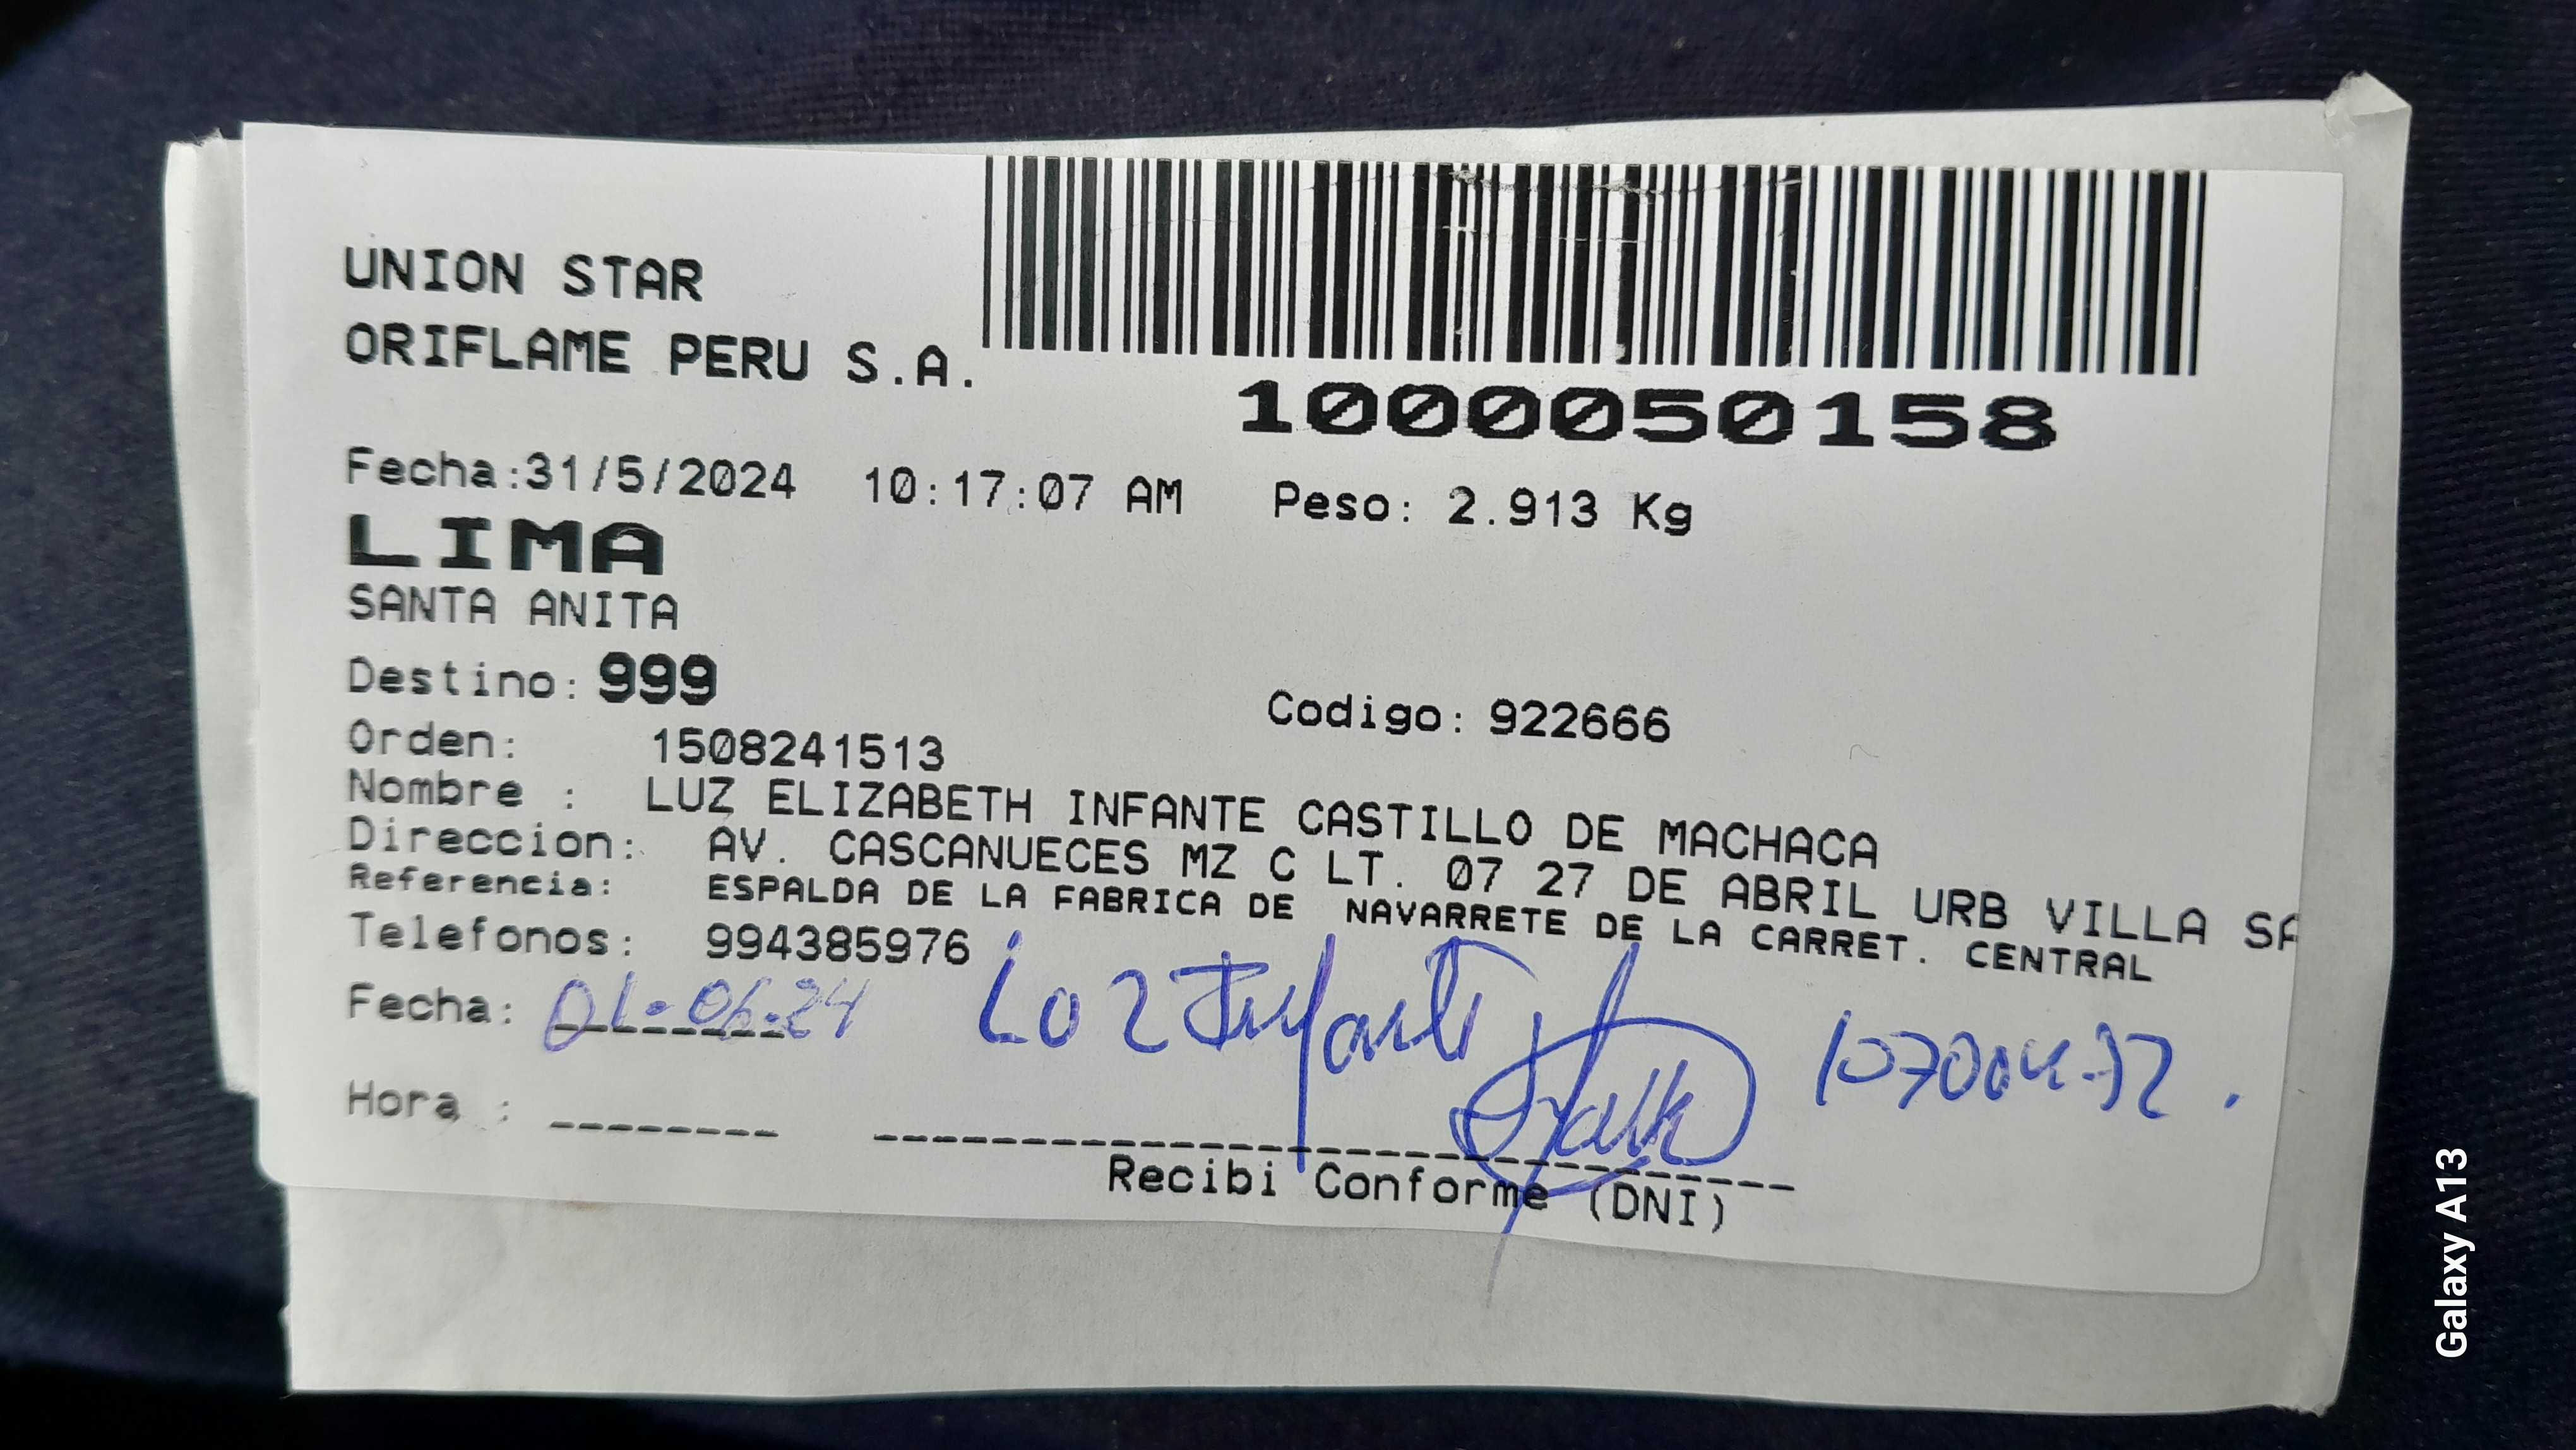 UNION STAR
ORIFLAME PERU S.A.
1000050158
Fecha:31/5/2024 10:17:07 AM Peso: 2.913 Kg
LIMA
SANTA ANITA
Destino: 999
Codigo: 922666
Orden: 1508241513
Nombre : LUZ ELIZABETH INFANTE CASTILLO DE MACHACA
Direccion: AV. CASCANUECES MZ C LT. 07 27 DE ABRIL URB VILLA SA
Referencia: ESPALDA DE LA FABRICA DE NAVARRETE DE LA CARRET. CENTRAL
Telefonos: 994385976
Fecha: 01-06-24 Luz Infante
Hora :
Recibi Conforme (DNI)
Galaxy A13